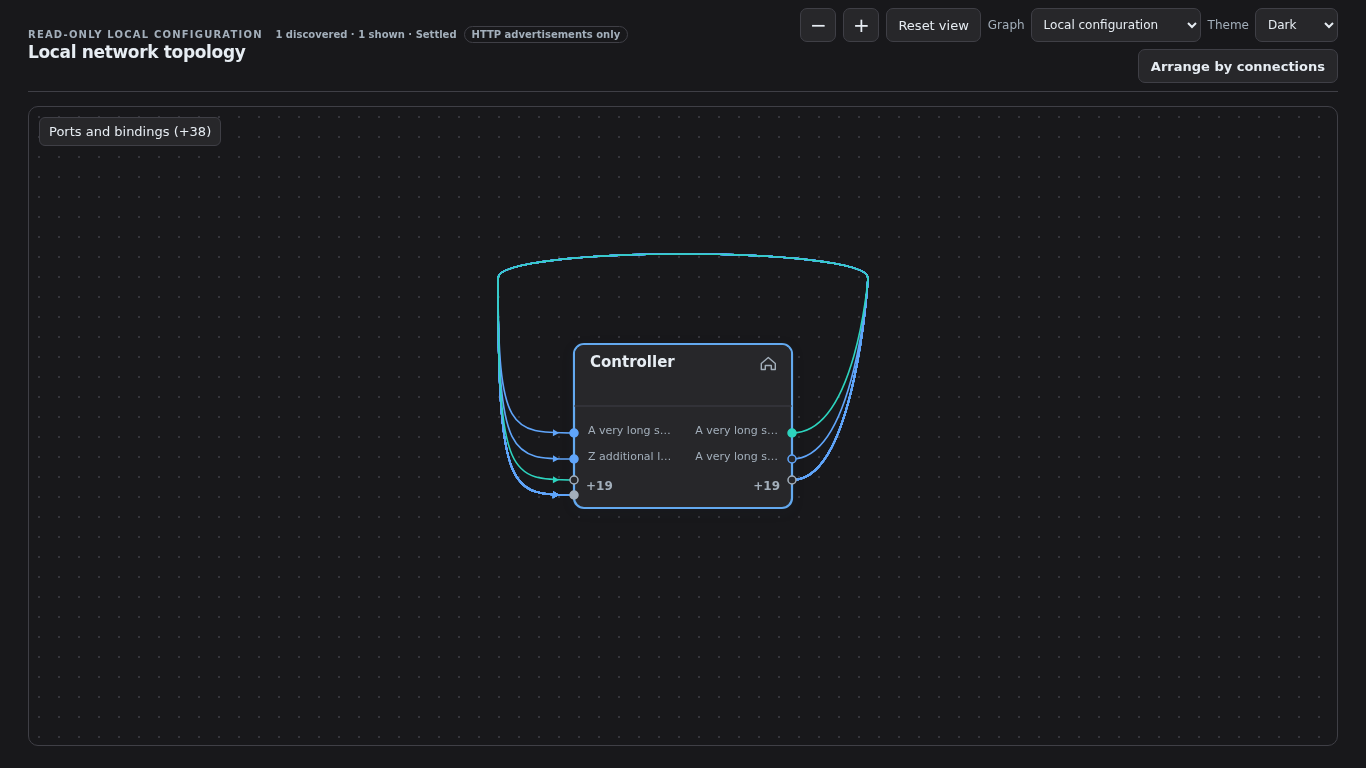 READ-ONLY LOCAL CONFIGURATION 1 discovered · 1 shown · Settled HTTP advertisements only
Local network topology
− + Reset view Graph Local configuration Theme Dark
Arrange by connections
Ports and bindings (+38)
Controller
A very long s... A very long s...
Z additional l... A very long s...
+19 +19